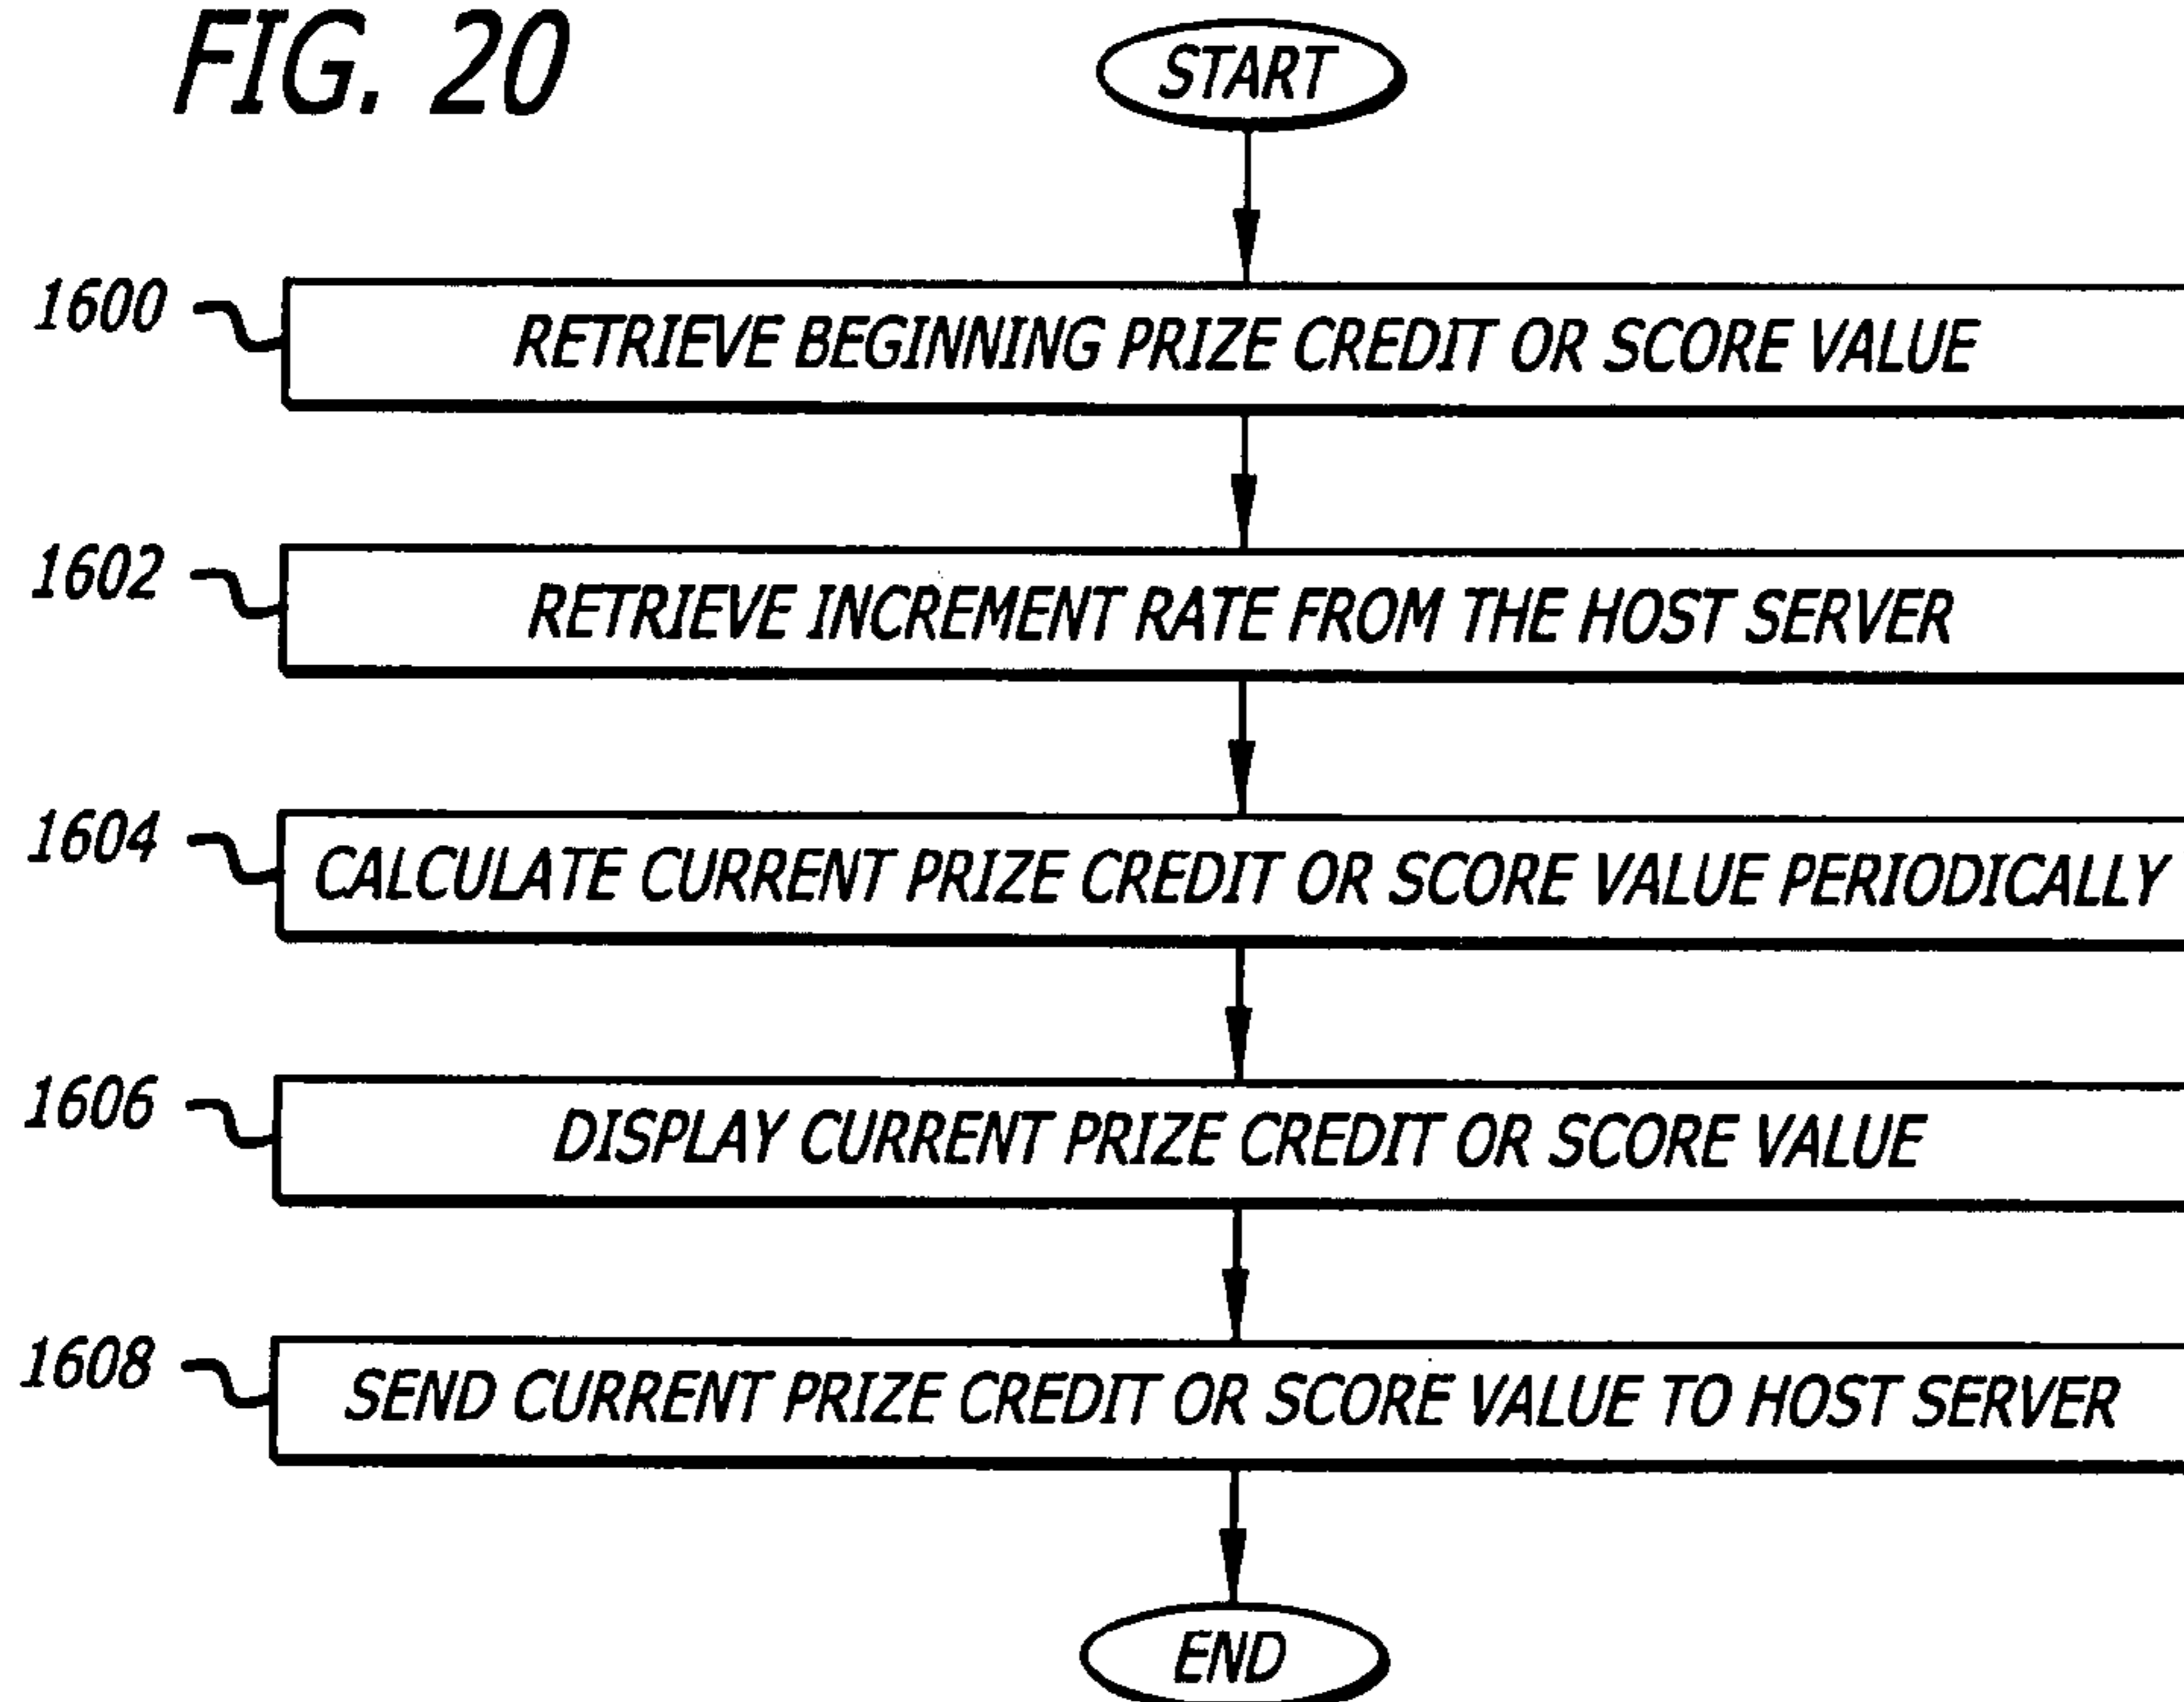 FIG. 20
START
1600
RETRIEVE BEGINNING PRIZE CREDIT OR SCORE VALUE
1602
RETRIEVE INCREMENT RATE FROM THE HOST SERVER
1604
CALCULATE CURRENT PRIZE CREDIT OR SCORE VALUE PERIODICALLY
1606
DISPLAY CURRENT PRIZE CREDIT OR SCORE VALUE
1608
SEND CURRENT PRIZE CREDIT OR SCORE VALUE TO HOST SERVER
END